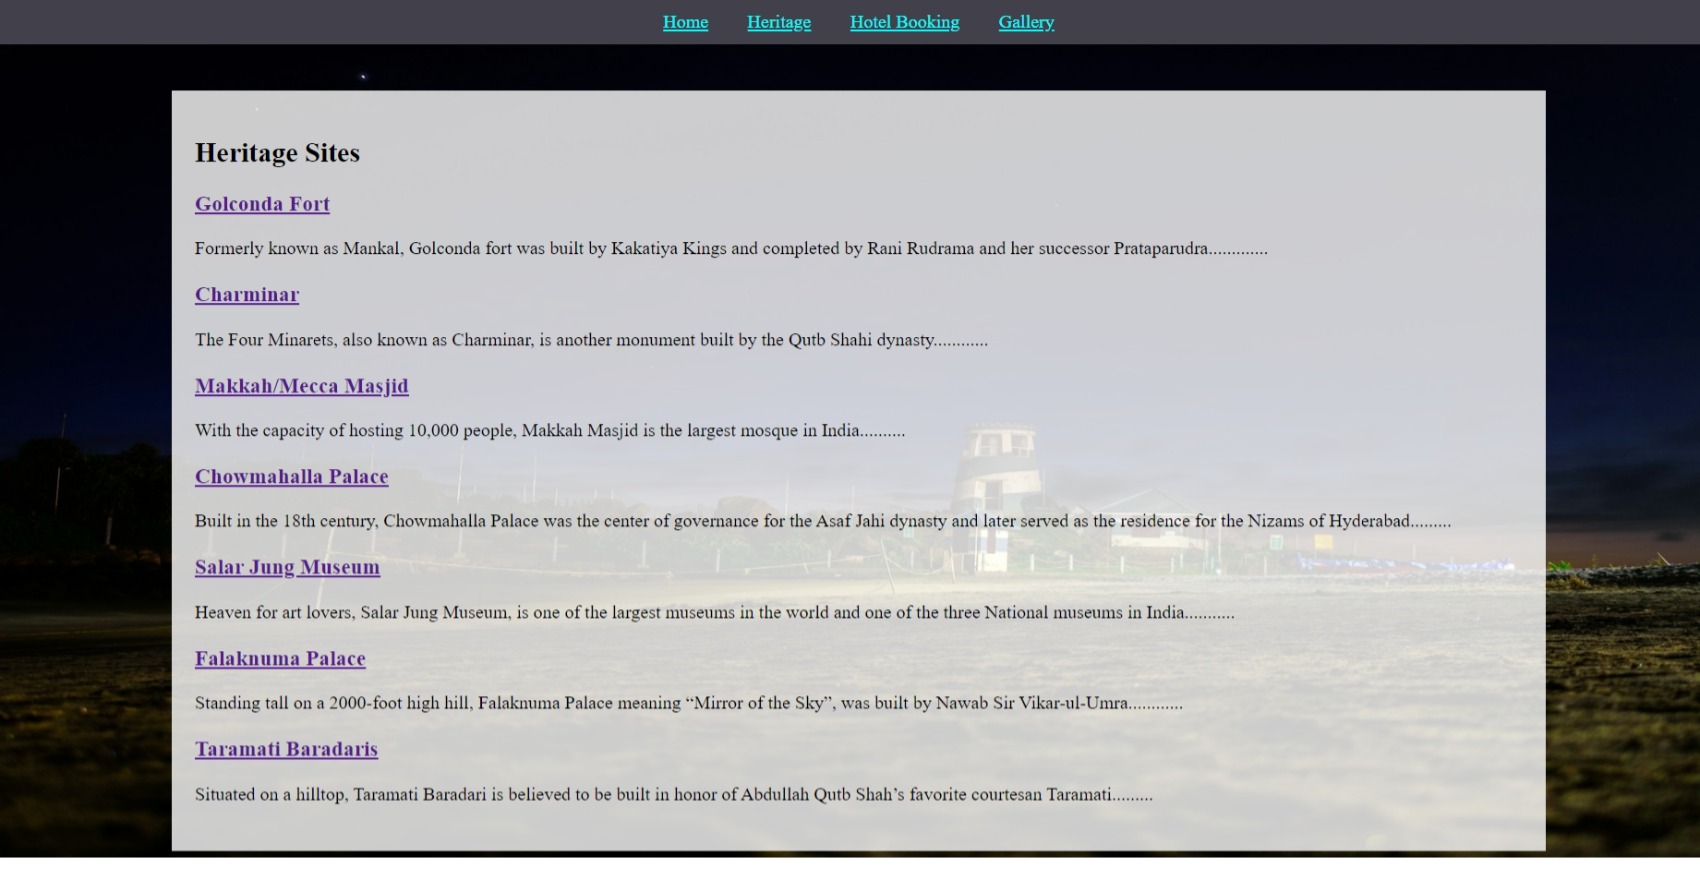 Home Heritage Hotel Booking Gallery
Heritage Sites
Golconda Fort
Formerly known as Mankal, Golconda fort was built by Kakatiya Kings and completed by Rani Rudrama and her successor Prataparudra.............
Charminar
The Four Minarets, also known as Charminar, is another monument built by the Qutb Shahi dynasty............
Makkah/Mecca Masjid
With the capacity of hosting 10,000 people, Makkah Masjid is the largest mosque in India..........
Chowmahalla Palace
Built in the 18th century, Chowmahalla Palace was the center of governance for the Asaf Jahi dynasty and later served as the residence for the Nizams of Hyderabad.........
Salar Jung Museum
Heaven for art lovers, Salar Jung Museum, is one of the largest museums in the world and one of the three National museums in India...........
Falaknuma Palace
Standing tall on a 2000-foot high hill, Falaknuma Palace meaning “Mirror of the Sky”, was built by Nawab Sir Vikar-ul-Umra............
Taramati Baradaris
Situated on a hilltop, Taramati Baradari is believed to be built in honor of Abdullah Qutb Shah’s favorite courtesan Taramati.........